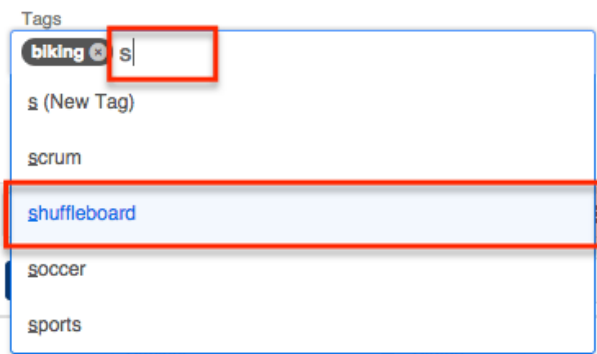 Tags
biking s
s (New Tag)
scrum
shuffleboard
soccer
sports